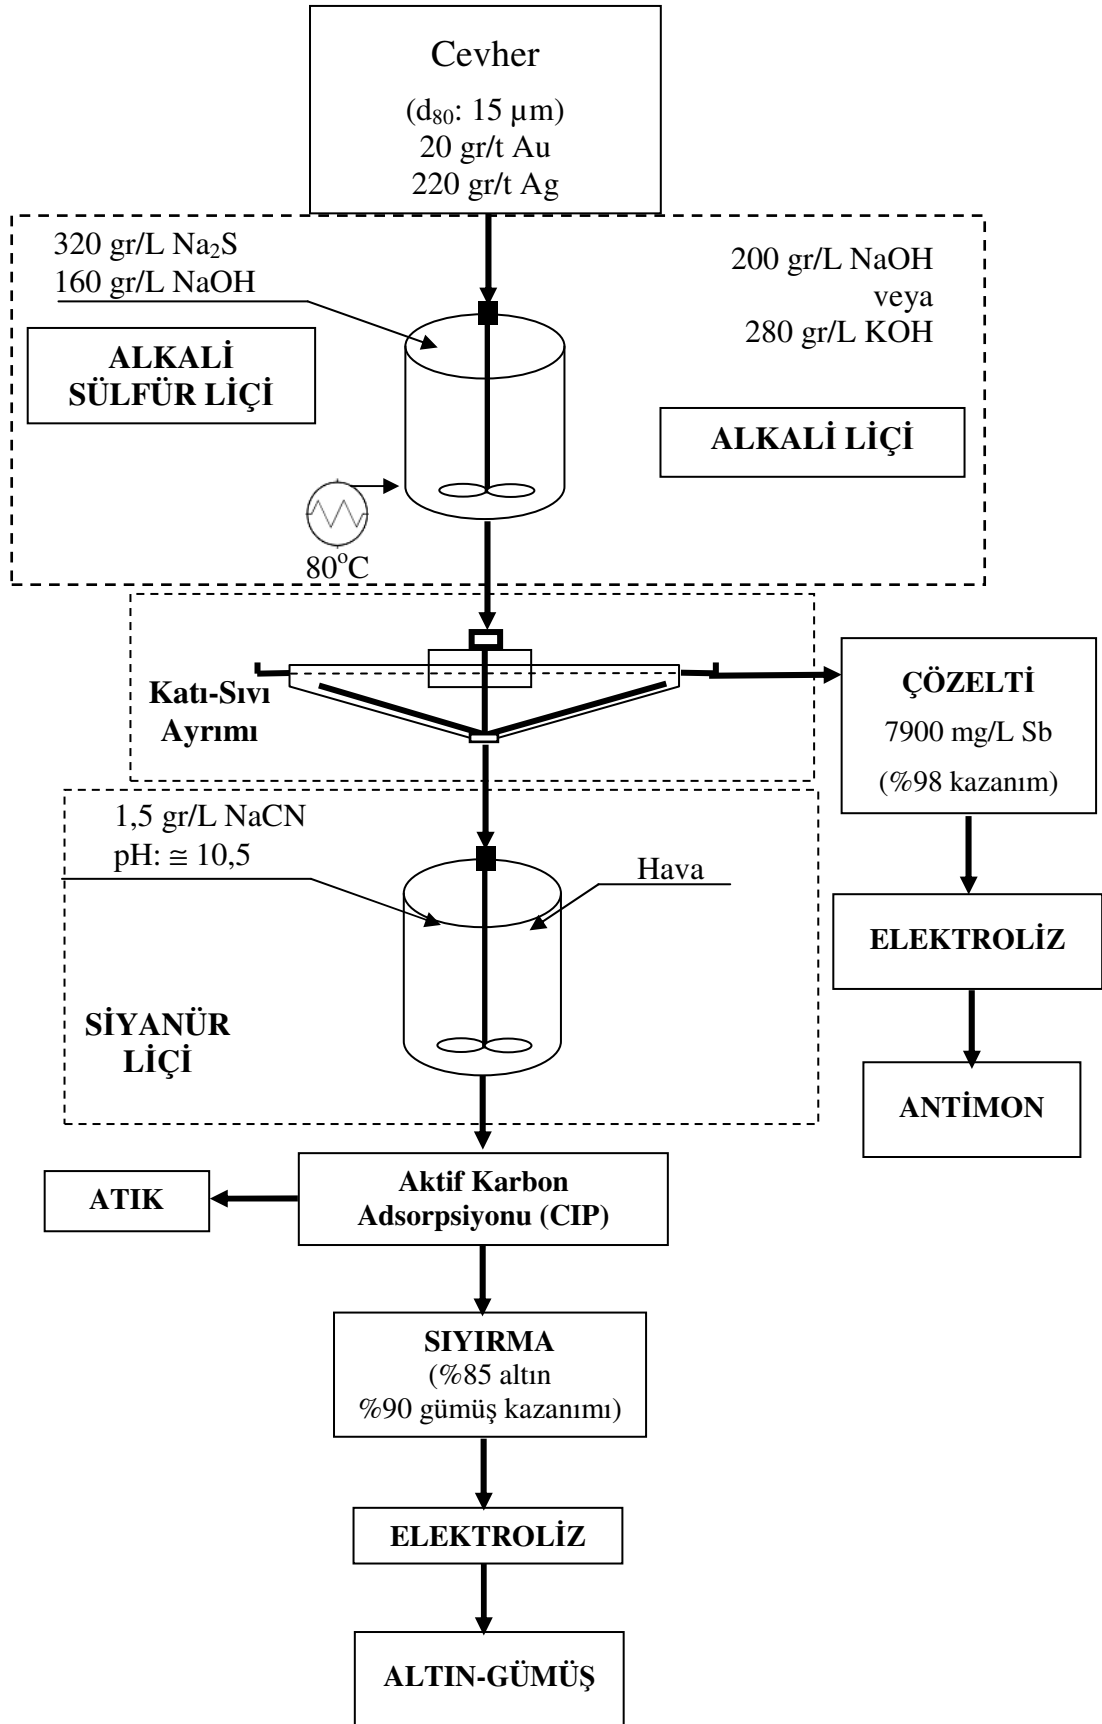 Cevher
(d80: 15 µm)
20 gr/t Au
220 gr/t Ag
320 gr/L Na2S
160 gr/L NaOH
200 gr/L NaOH
veya
280 gr/L KOH
ALKALİ
SÜLFÜR LİÇİ
ALKALİ LİÇİ
80°C
Katı-Sıvı
Ayrımı
ÇÖZELTİ
7900 mg/L Sb
(%98 kazanım)
1,5 gr/L NaCN
pH: ≅ 10,5
Hava
ELEKTROLİZ
SİYANÜR
LİÇİ
ANTİMON
Aktif Karbon
Adsorpsiyonu (CIP)
ATIK
SIYIRMA
(%85 altın
%90 gümüş kazanımı)
ELEKTROLİZ
ALTIN-GÜMÜŞ